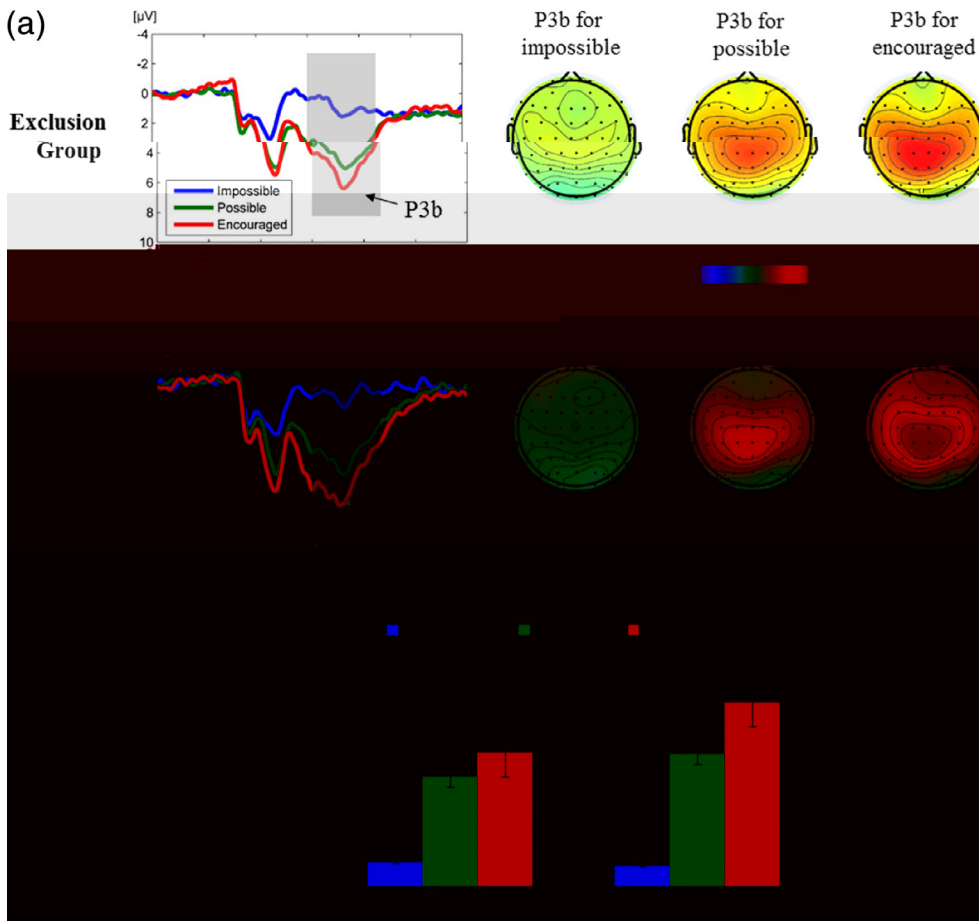 (a)
[µV]
-4
-2
0
2
4
6
8
10
Exclusion
Group
Impossible
Possible
Encouraged
P3b
P3b for
impossible
P3b for
possible
P3b for
encouraged